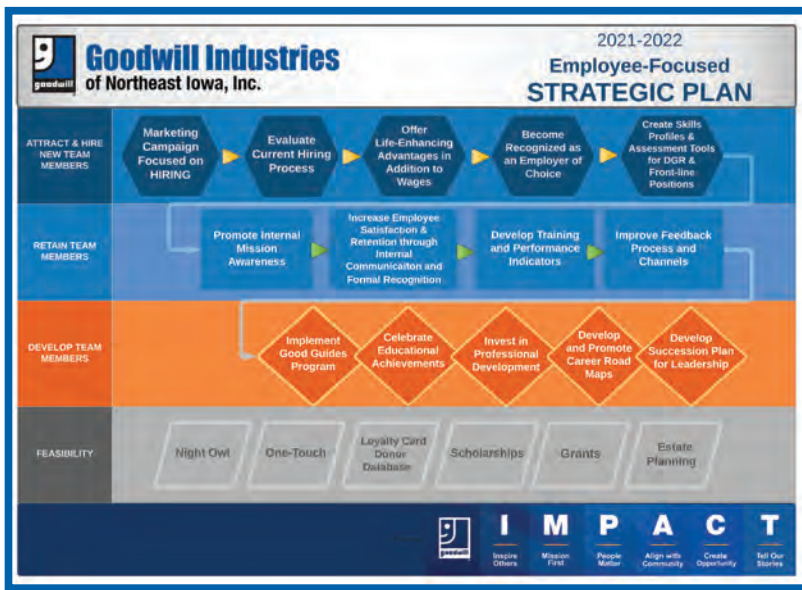 goodwill
Goodwill Industries
of Northeast Iowa, Inc.
2021-2022
Employee-Focused
STRATEGIC PLAN
ATTRACT & HIRE
NEW TEAM
MEMBERS
Marketing
Campaign
Focused on
HIRING
Evaluate
Current Hiring
Process
Offer
Life-Enhancing
Advantages in
Addition to
Wages
Become
Recognized as
an Employer of
Choice
Create Skills
Profiles &
Assessment Tools
for DGR &
Front-line
Positions
RETAIN TEAM
MEMBERS
Promote Internal
Mission
Awareness
Increase Employee
Satisfaction &
Retention through
Internal
Communicaiton and
Formal Recognition
Develop Training
and Performance
Indicators
Improve Feedback
Process and
Channels
DEVELOP TEAM
MEMBERS
Implement
Good Guides
Program
Celebrate
Educational
Achievements
Invest in
Professional
Development
Develop
and Promote
Career Road
Maps
Develop
Succession Plan
for Leadership
FEASIBILITY
Night Owl
One-Touch
Loyalty Card
Donor
Database
Scholarships
Grants
Estate
Planning
goodwill
I M P A C T
Inspire
Others
Mission
First
People
Matter
Align with
Community
Create
Opportunity
Tell Our
Stories